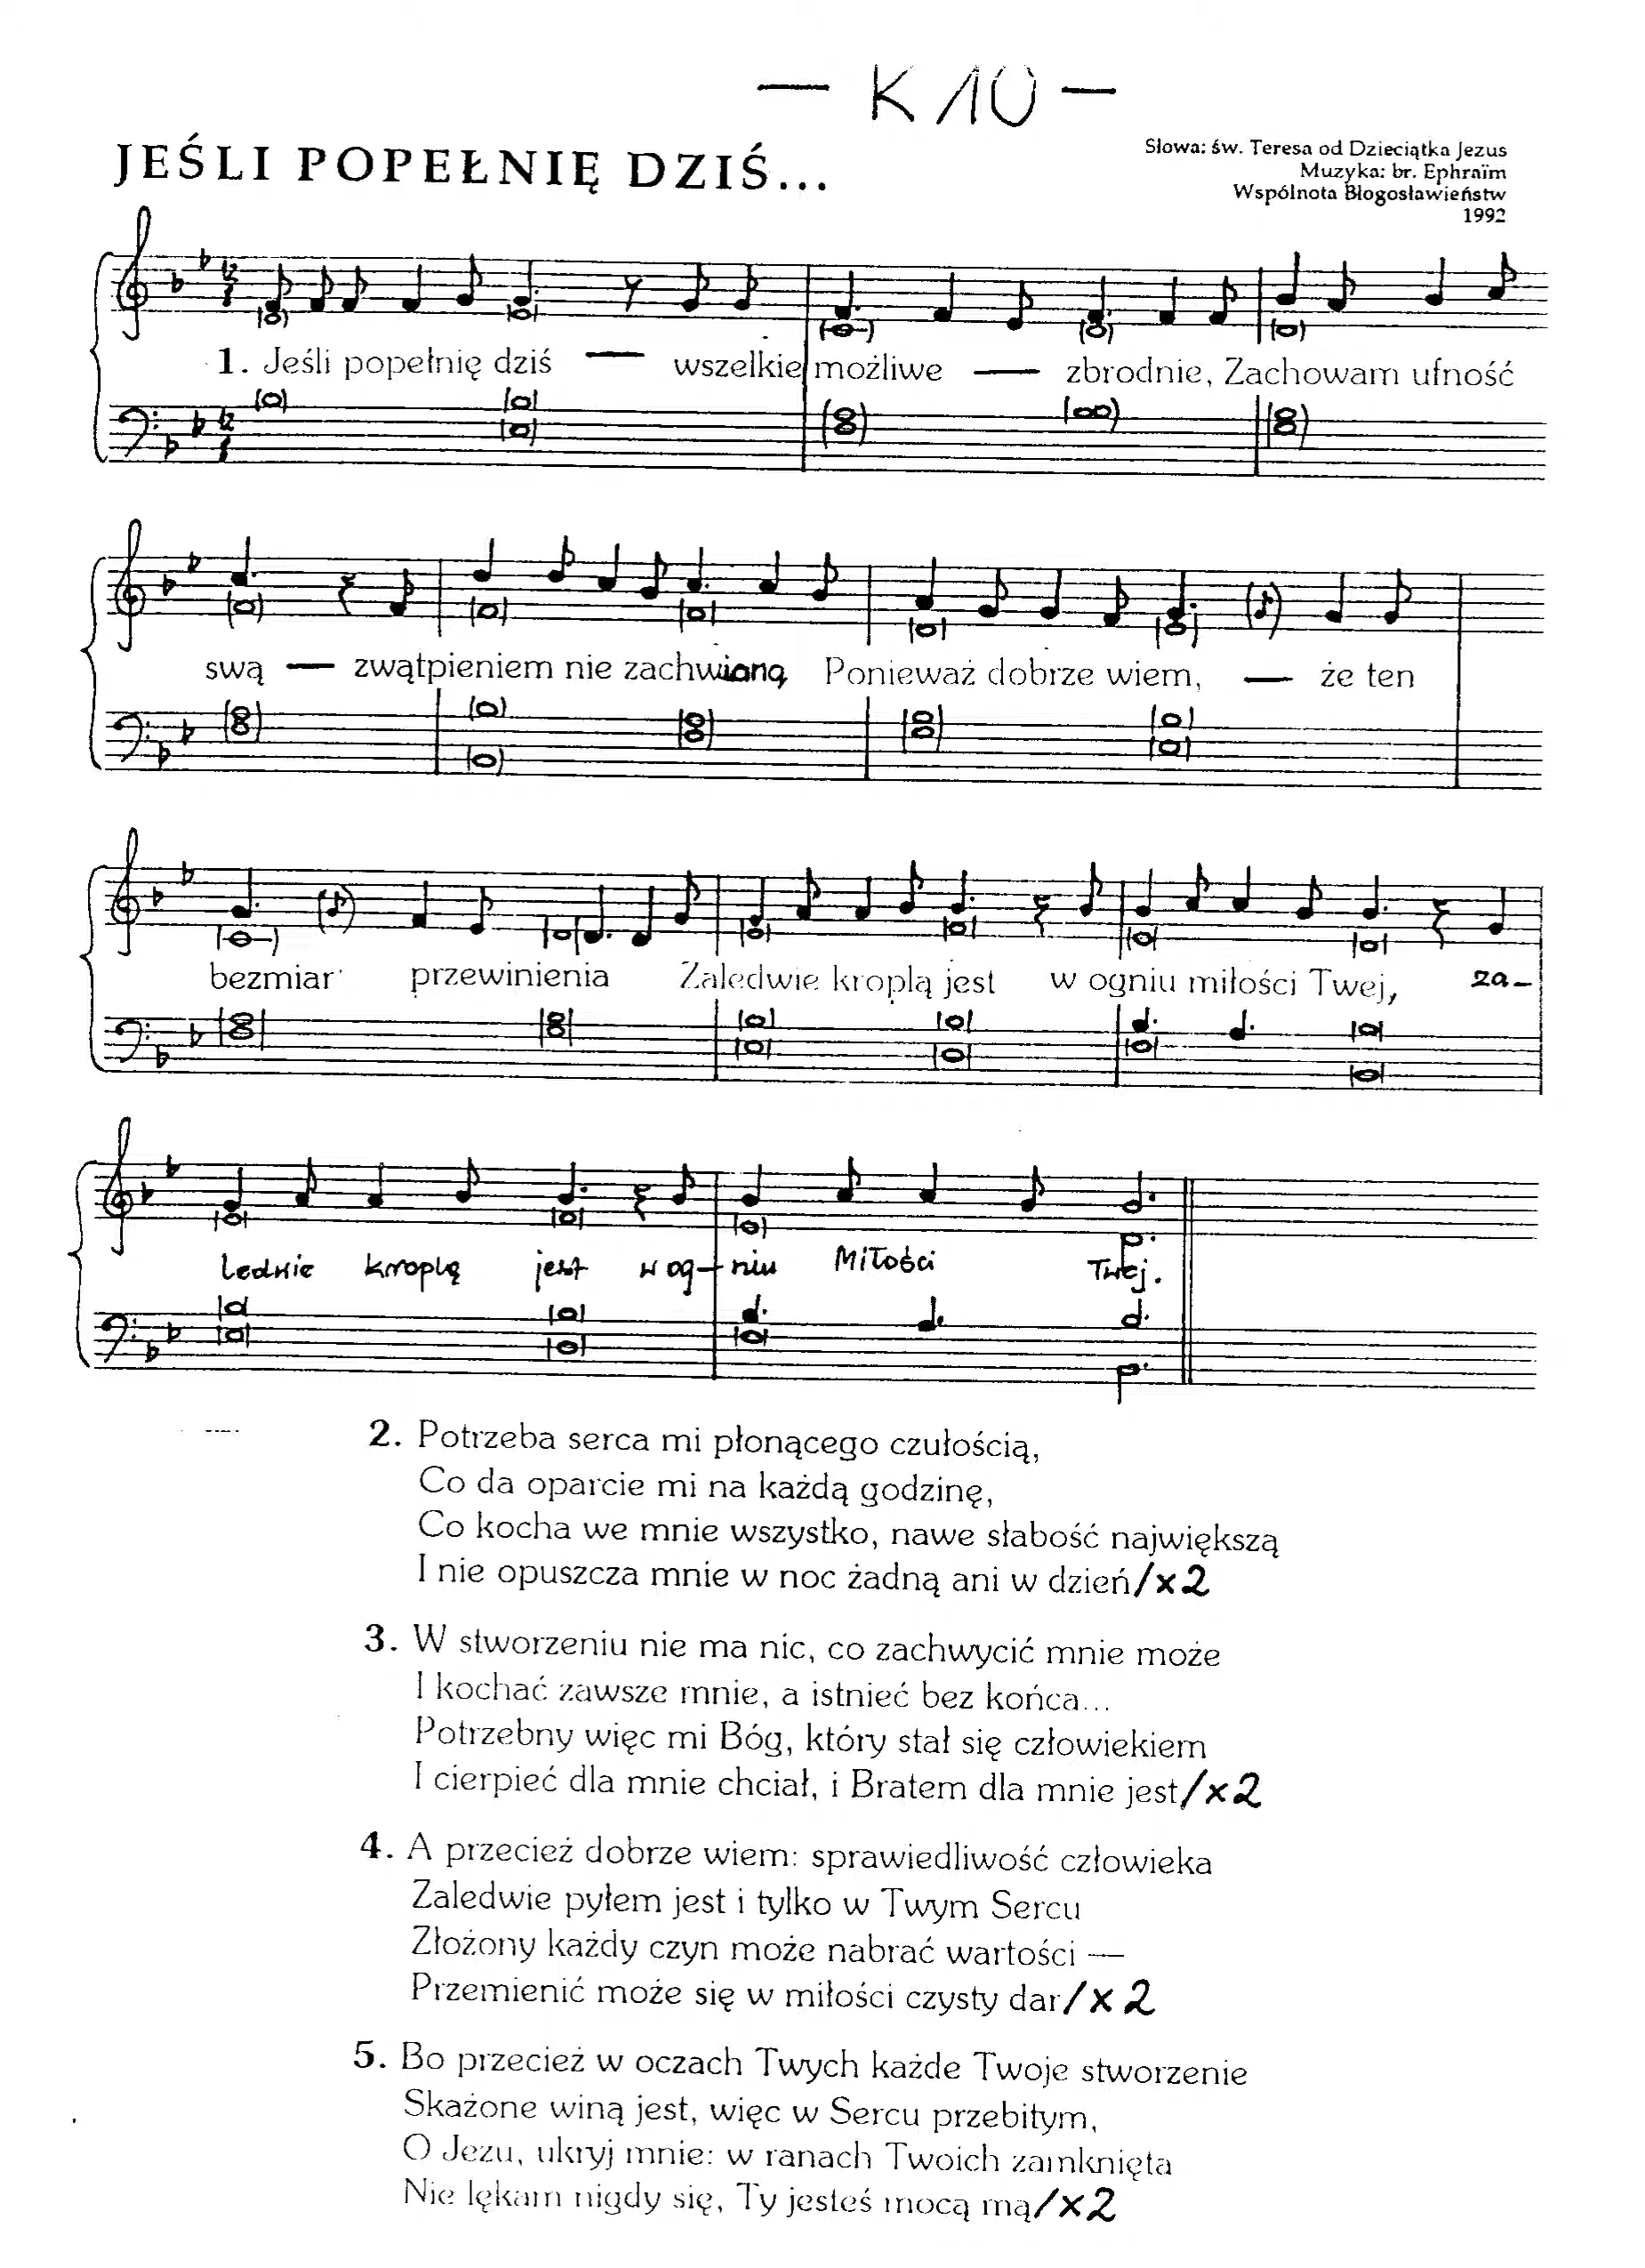 — K 10 —
JEŚLI POPEŁNIĘ DZIŚ...
Słowa: św. Teresa od Dzieciątka Jezus
Muzyka: br. Ephraïm
Wspólnota Błogosławieństw
1992
1. Jeśli popełnię dziś — wszelkie możliwe — zbrodnie, Zachowam ufność
swą — zwątpieniem nie zachwianą Ponieważ dobrze wiem, — że ten
bezmiar przewinienia Zaledwie kroplą jest w ogniu miłości Twej, za-
ledwie kroplą jest w og-niu Miłości Twej.
2. Potrzeba serca mi płonącego czułością,
Co da oparcie mi na każdą godzinę,
Co kocha we mnie wszystko, nawe słabość największą
I nie opuszcza mnie w noc żadną ani w dzień/x2
3. W stworzeniu nie ma nic, co zachwycić mnie może
I kochać zawsze mnie, a istnieć bez końca...
Potrzebny więc mi Bóg, który stał się człowiekiem
I cierpieć dla mnie chciał, i Bratem dla mnie jest/x2
4. A przecież dobrze wiem: sprawiedliwość człowieka
Zaledwie pyłem jest i tylko w Twym Sercu
Złożony każdy czyn może nabrać wartości —
Przemienić może się w miłości czysty dar/x2
5. Bo przecież w oczach Twych każde Twoje stworzenie
Skażone winą jest, więc w Sercu przebitym,
O Jezu, ukryj mnie: w ranach Twoich zamknięta
Nie lękam nigdy się, Ty jesteś mocą mą/x2